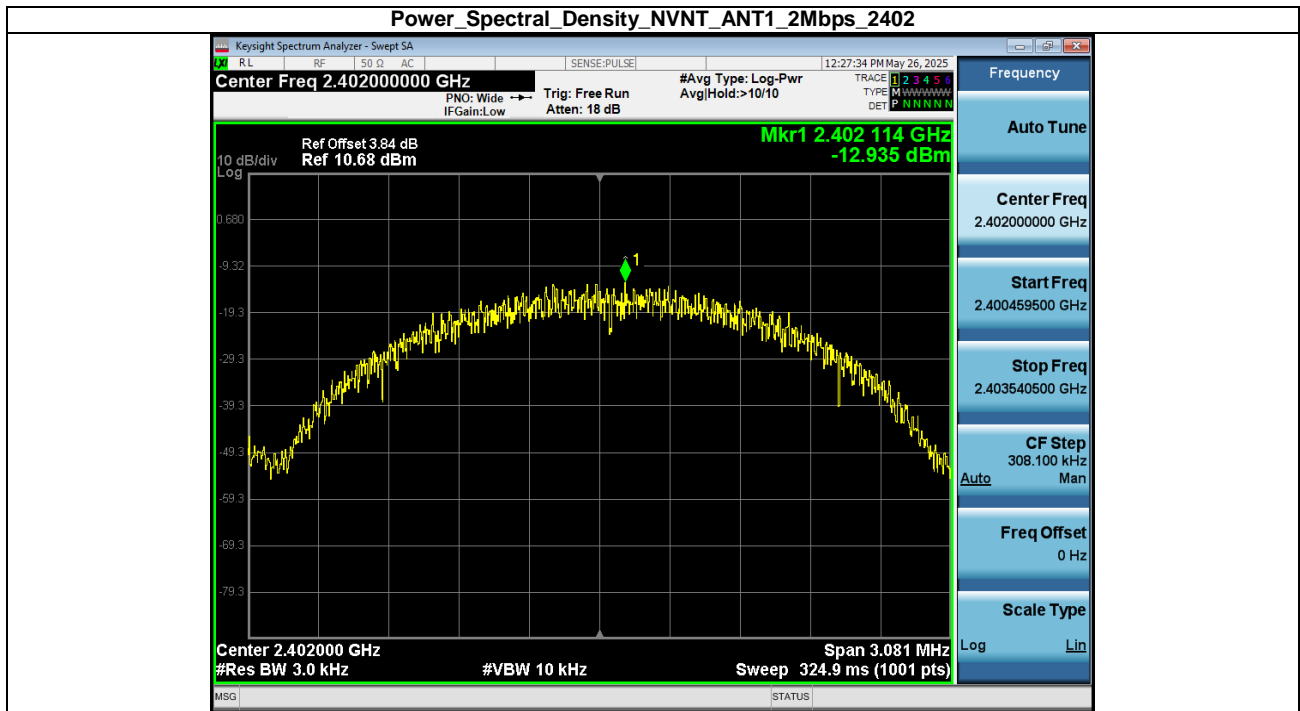 Power_Spectral_Density_NVNT_ANT1_2Mbps_2402
Keysight Spectrum Analyzer - Swept SA
LXI RL RF 50 Ω AC SENSE:PULSE 12:27:34 PM May 26, 2025
Center Freq 2.402000000 GHz
PNO: Wide
IFGain:Low
Trig: Free Run
Atten: 18 dB
#Avg Type: Log-Pwr
Avg|Hold:>10/10
TRACE 1 2 3 4 5 6
TYPE M W W W W W
DET P N N N N N
Mkr1 2.402 114 GHz
-12.935 dBm
Ref Offset 3.84 dB
10 dB/div Ref 10.68 dBm
Log
0.680
-9.32
-19.3
-29.3
-39.3
-49.3
-59.3
-69.3
-79.3
1
Center 2.402000 GHz Span 3.081 MHz
#Res BW 3.0 kHz #VBW 10 kHz Sweep 324.9 ms (1001 pts)
MSG STATUS
Frequency
Auto Tune
Center Freq
2.402000000 GHz
Start Freq
2.400459500 GHz
Stop Freq
2.403540500 GHz
CF Step
308.100 kHz
Auto Man
Freq Offset
0 Hz
Scale Type
Log Lin